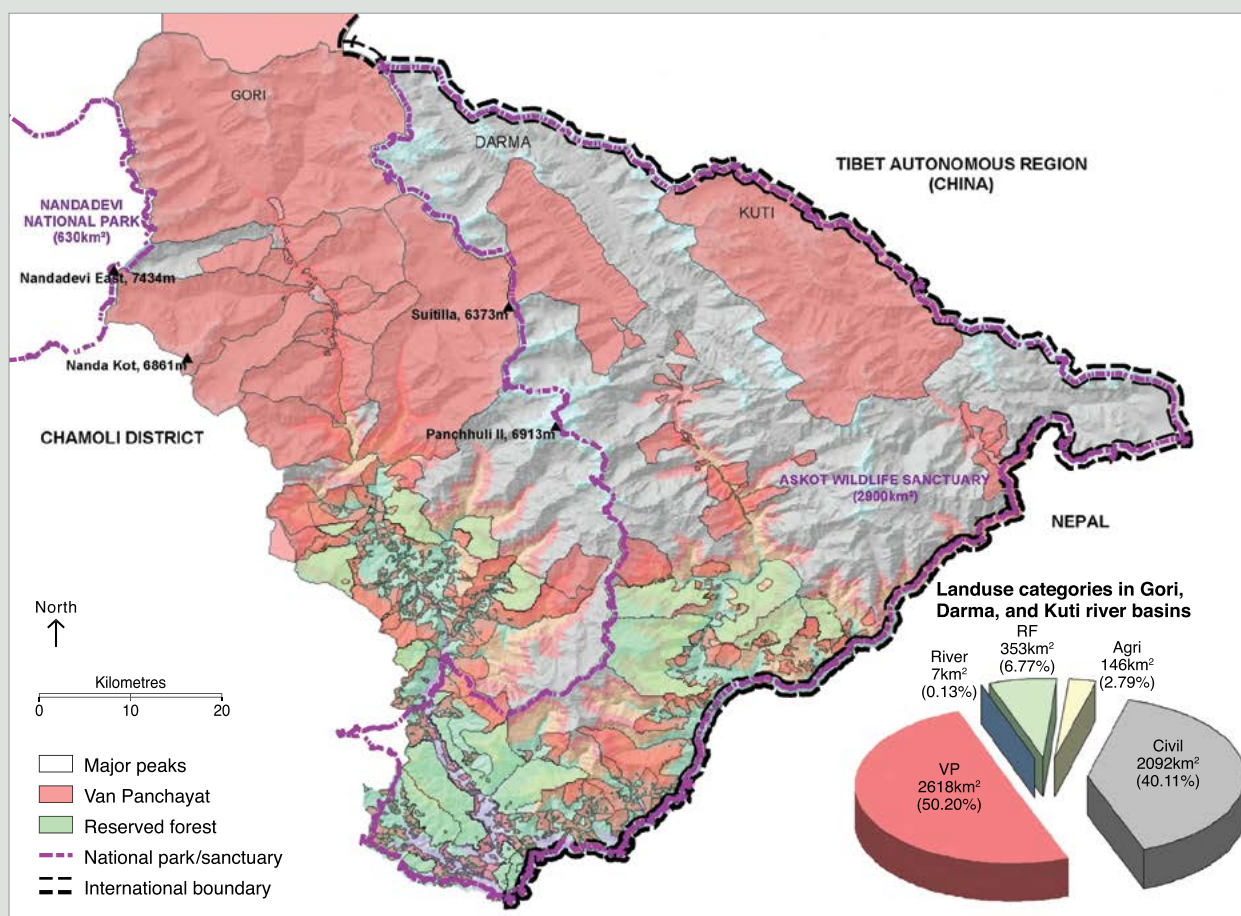 GORI
DARMA
TIBET AUTONOMOUS REGION
(CHINA)
KUTI
NANDADEVI
NATIONAL PARK
(630km²)
Nandadevi East, 7434m
Suitilla, 6373m
Nanda Kot, 6861m
CHAMOLI DISTRICT
Panchhuli II, 6913m
ASKOT WILDLIFE SANCTUARY
(2900km²)
NEPAL
North
Kilometres
0 10 20
Major peaks
Van Panchayat
Reserved forest
National park/sanctuary
International boundary
Landuse categories in Gori,
Darma, and Kuti river basins
River
7km²
(0.13%)
RF
353km²
(6.77%)
Agri
146km²
(2.79%)
VP
2618km²
(50.20%)
Civil
2092km²
(40.11%)